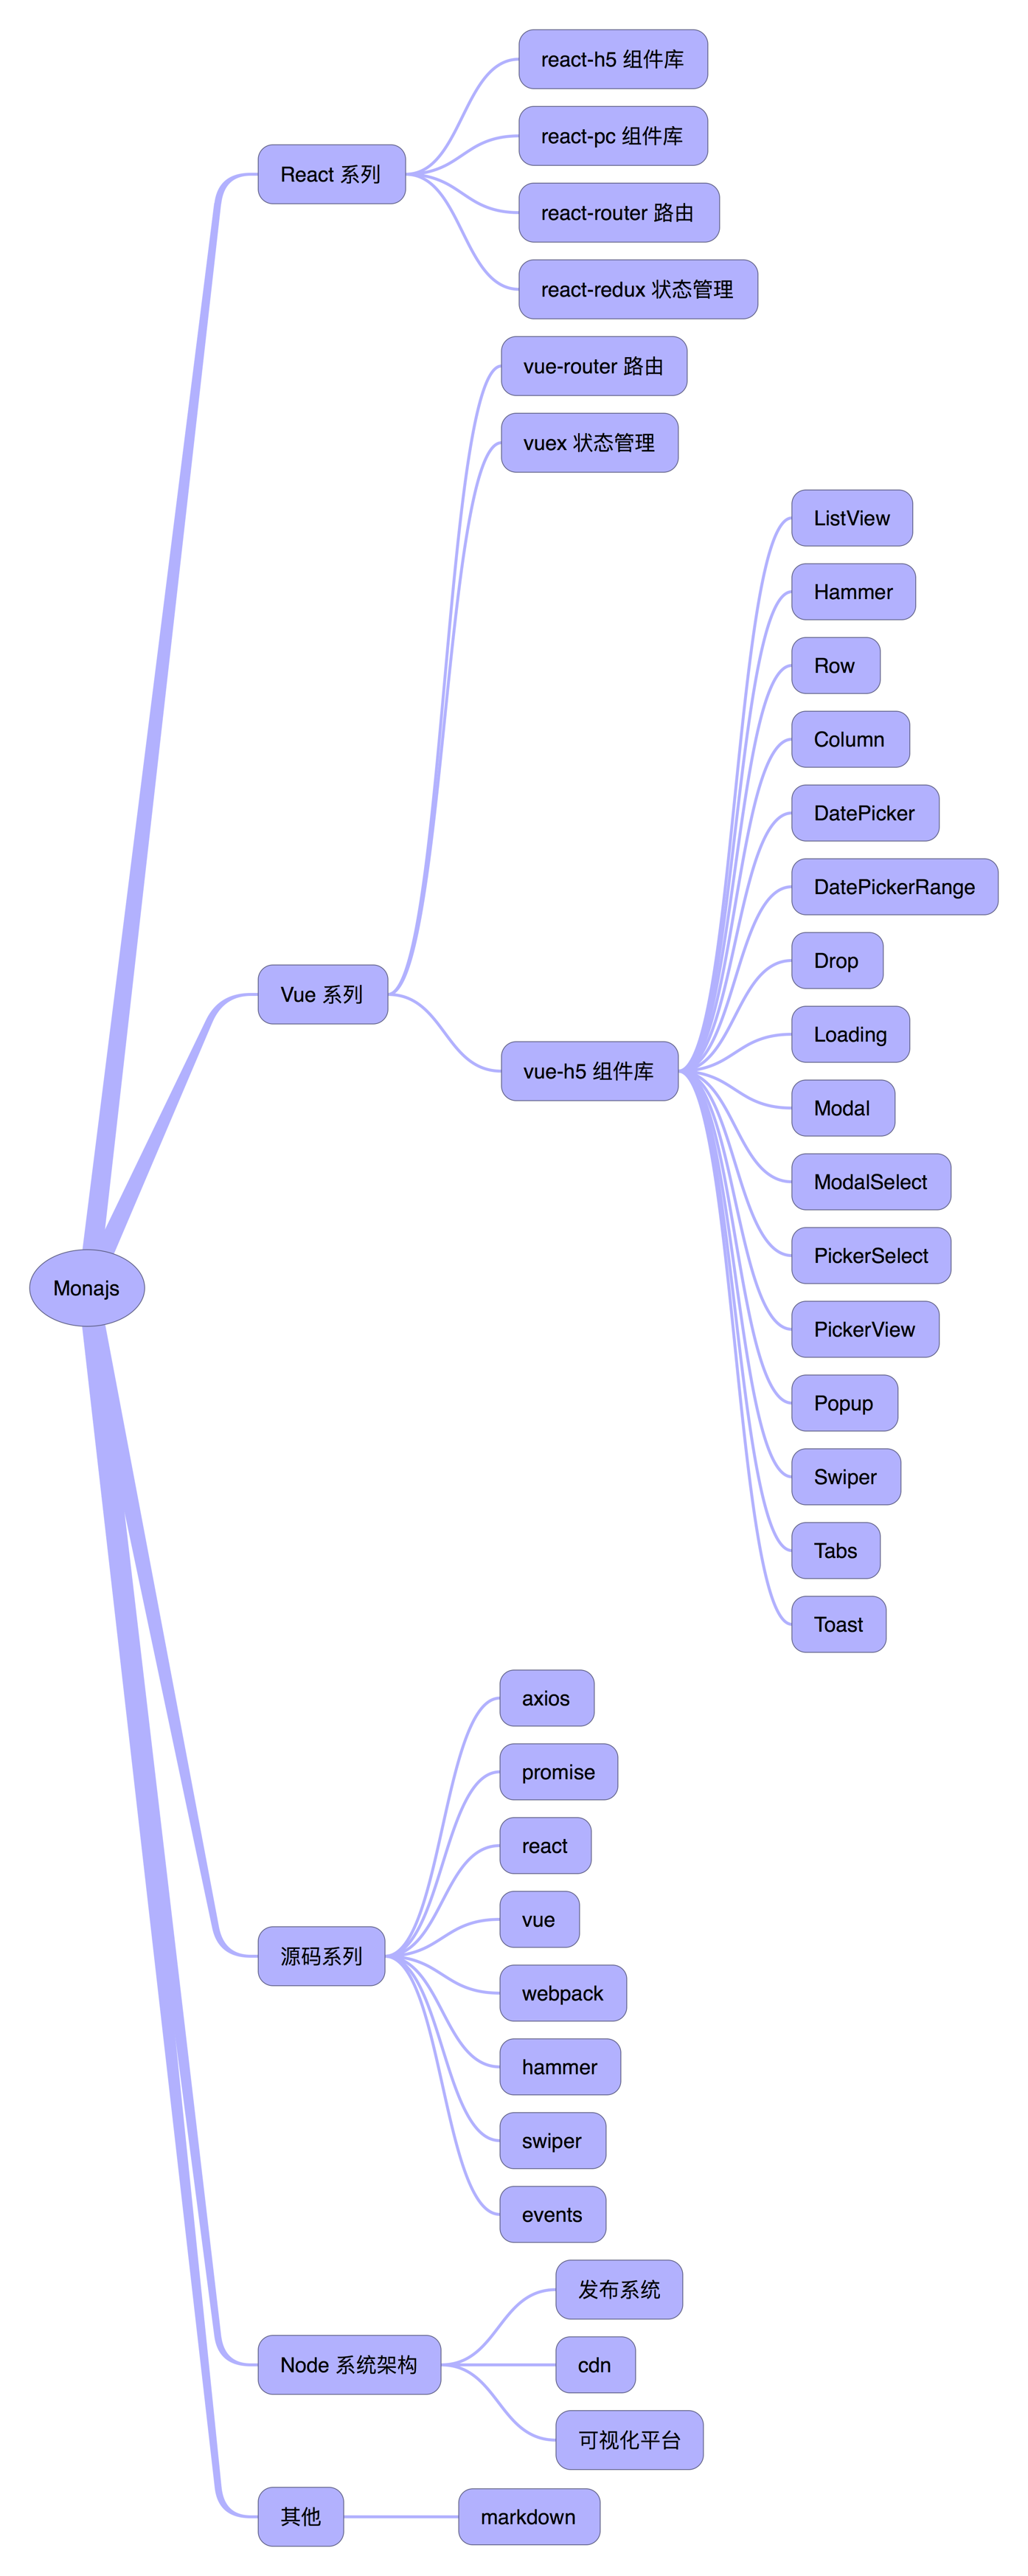 react-h5 组件库
react-pc 组件库
React 系列
react-router 路由
react-redux 状态管理
vue-router 路由
vuex 状态管理
ListView
Hammer
Row
Column
DatePicker
DatePickerRange
Drop
Vue 系列
Loading
vue-h5 组件库
Modal
ModalSelect
PickerSelect
Monajs
PickerView
Popup
Swiper
Tabs
Toast
axios
promise
react
vue
源码系列
webpack
hammer
swiper
events
发布系统
Node 系统架构
cdn
可视化平台
其他
markdown